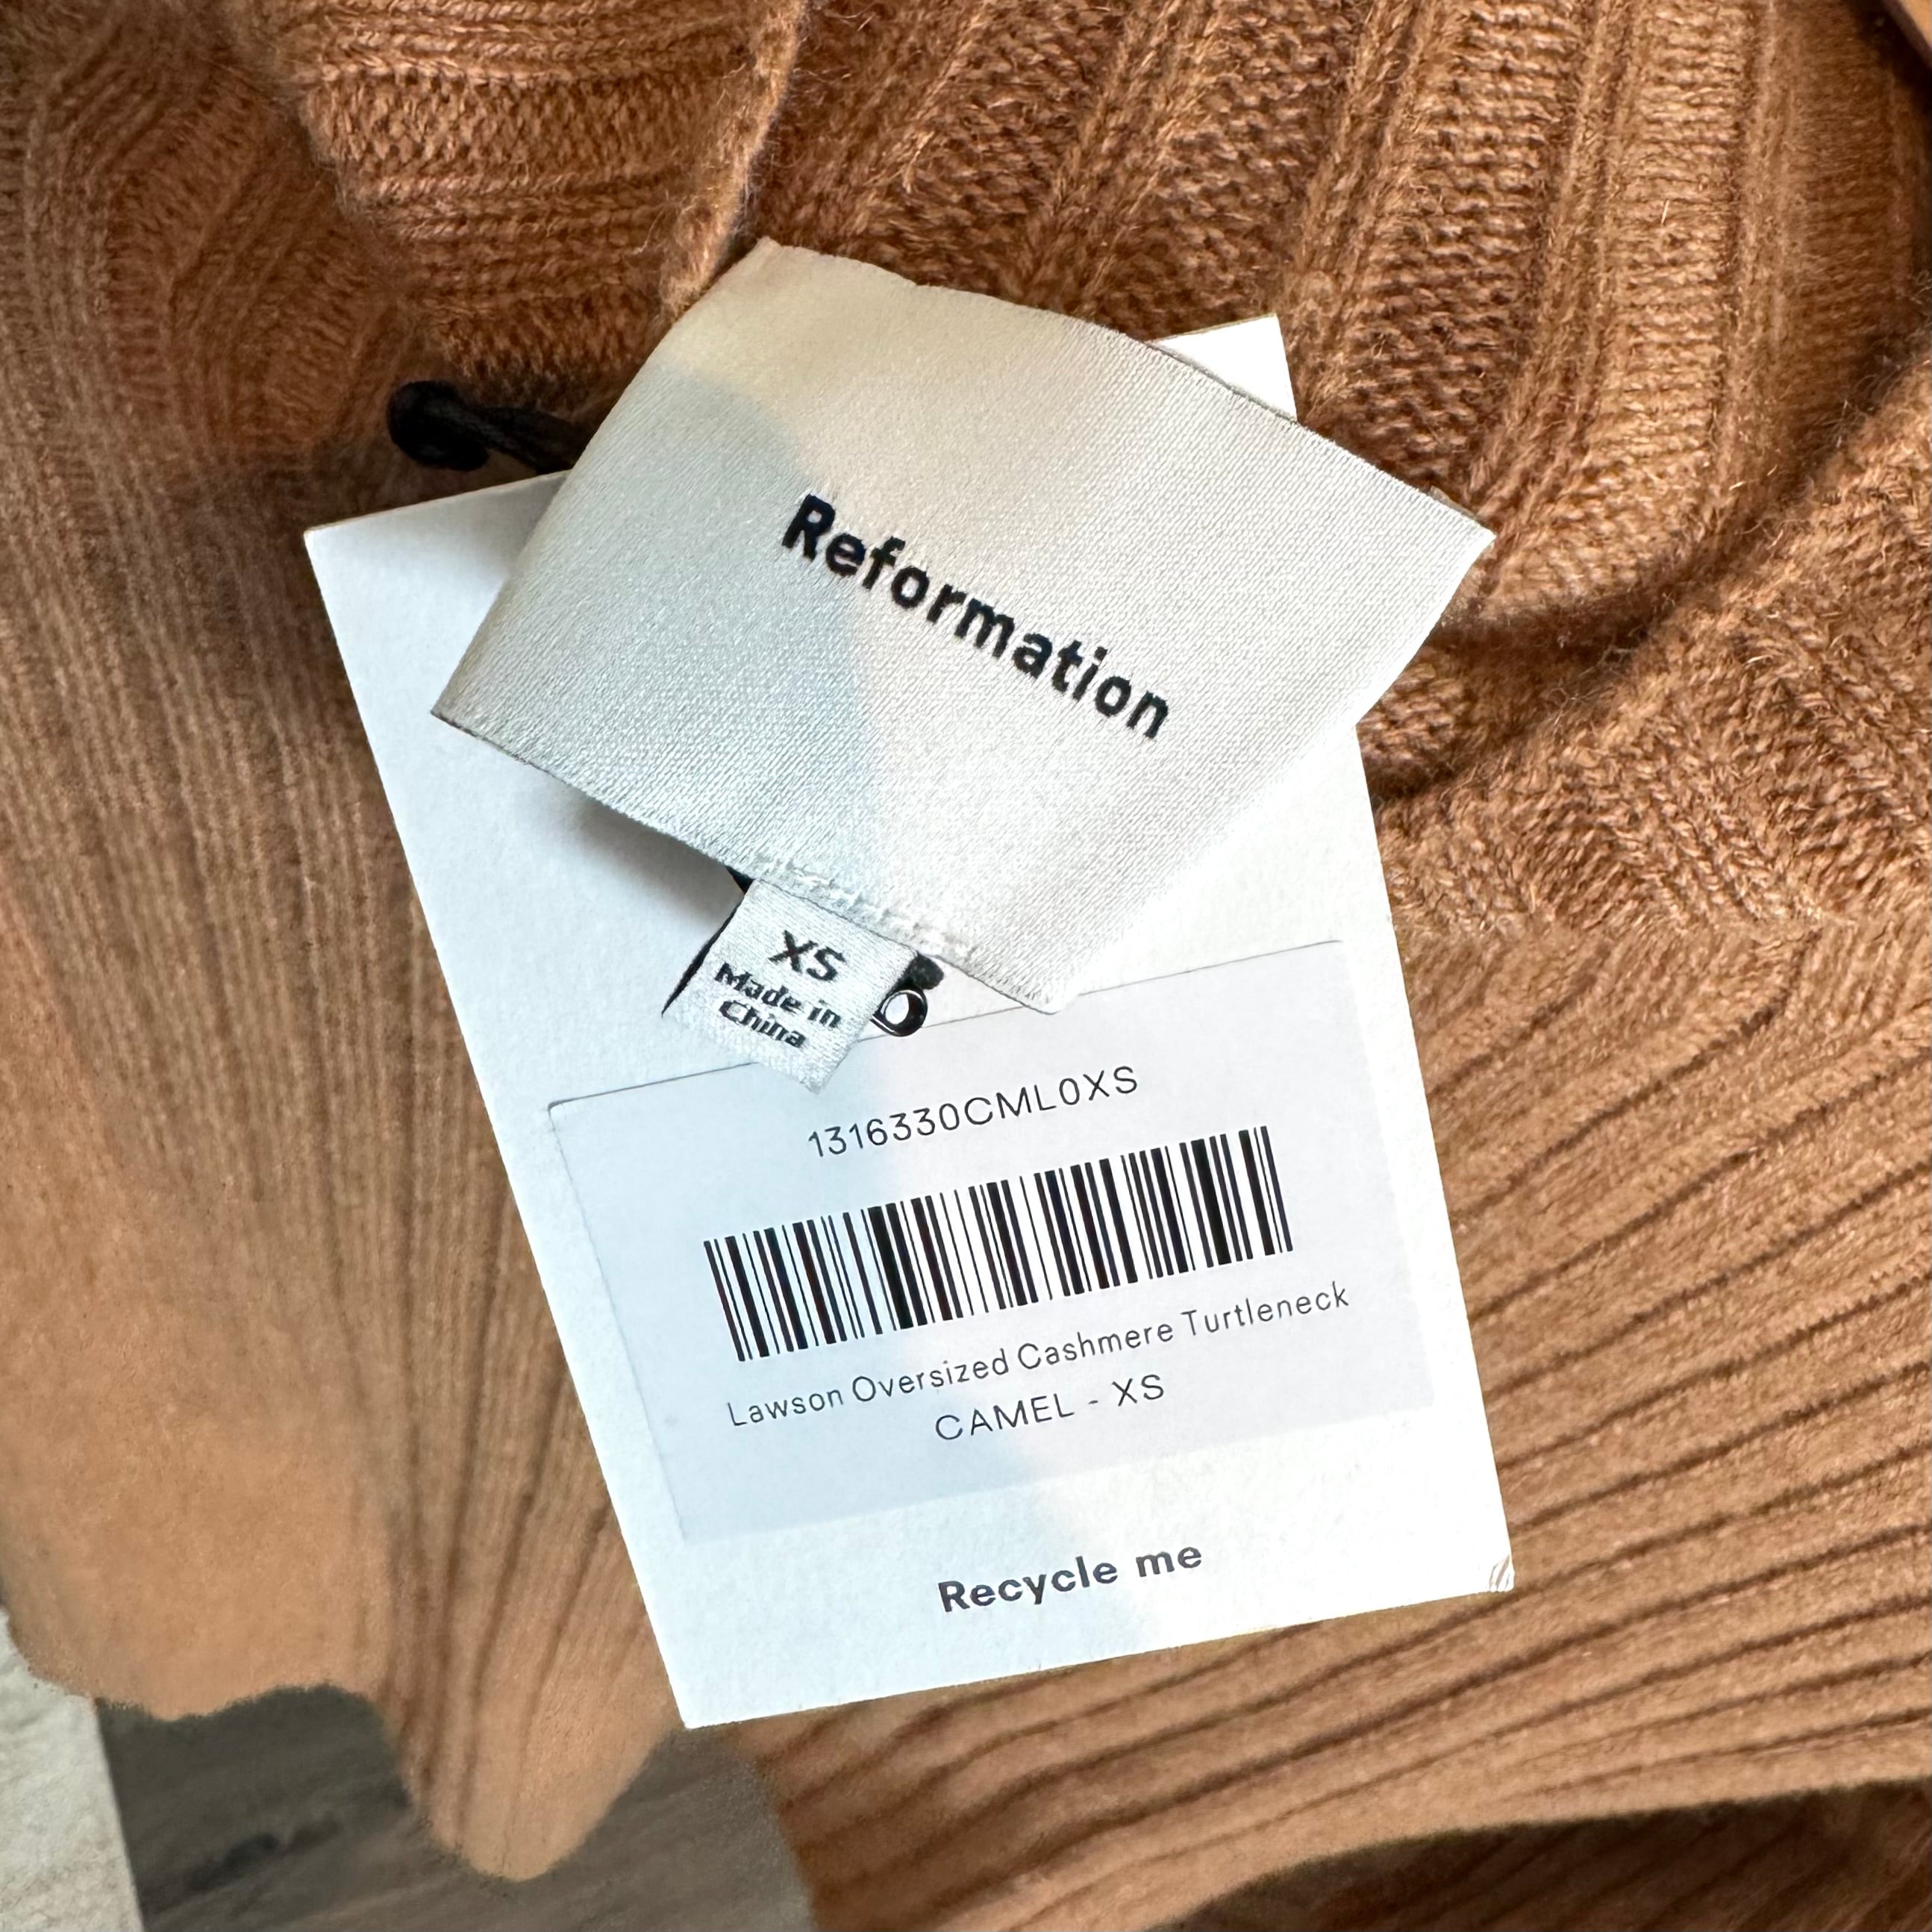 Reformation
XS
Made in
China
1316330CML0XS
Lawson Oversized Cashmere Turtleneck
CAMEL - XS
Recycle me